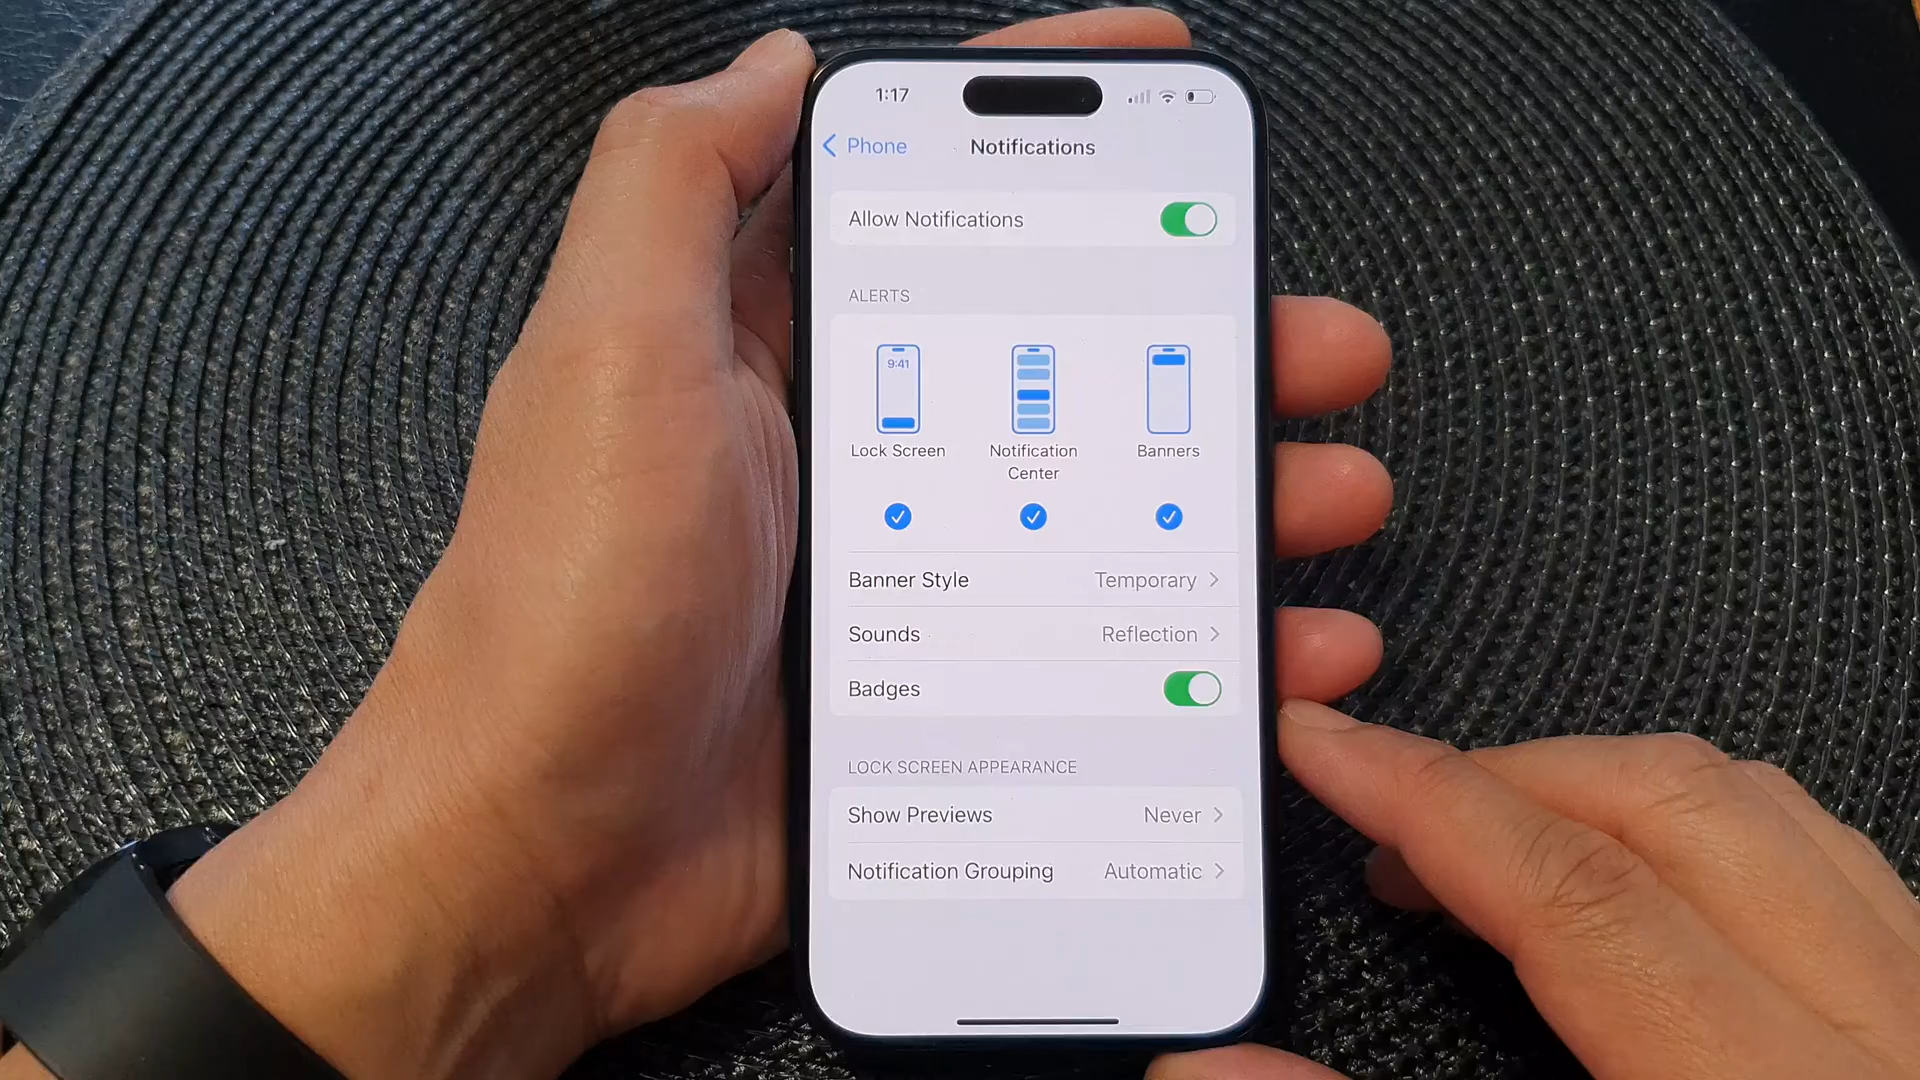 1:17
Phone
Notifications
Allow Notifications
ALERTS
9:41
Lock Screen
Notification
Center
Banners
Banner Style Temporary
Sounds Reflection
Badges
LOCK SCREEN APPEARANCE
Show Previews Never
Notification Grouping Automatic